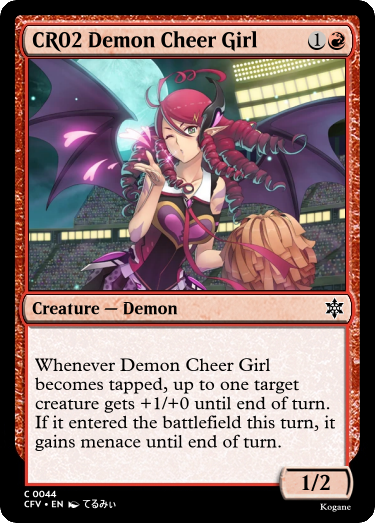 CR02 Demon Cheer Girl 1
Creature — Demon
Whenever Demon Cheer Girl
becomes tapped, up to one target
creature gets +1/+0 until end of turn.
If it entered the battlefield this turn, it
gains menace until end of turn.
1/2
C 0044
CFV • EN てるみぃ
Kogane